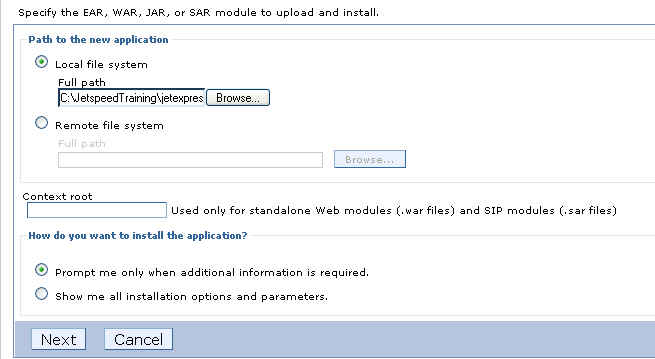 Specify the EAR, WAR, JAR, or SAR module to upload and install.
Path to the new application
Local file system
Full path
C:\JetspeedTraining\jetexpres Browse...
Remote file system
Full path
Browse...
Context root
Used only for standalone Web modules (.war files) and SIP modules (.sar files)
How do you want to install the application?
Prompt me only when additional information is required.
Show me all installation options and parameters.
Next Cancel